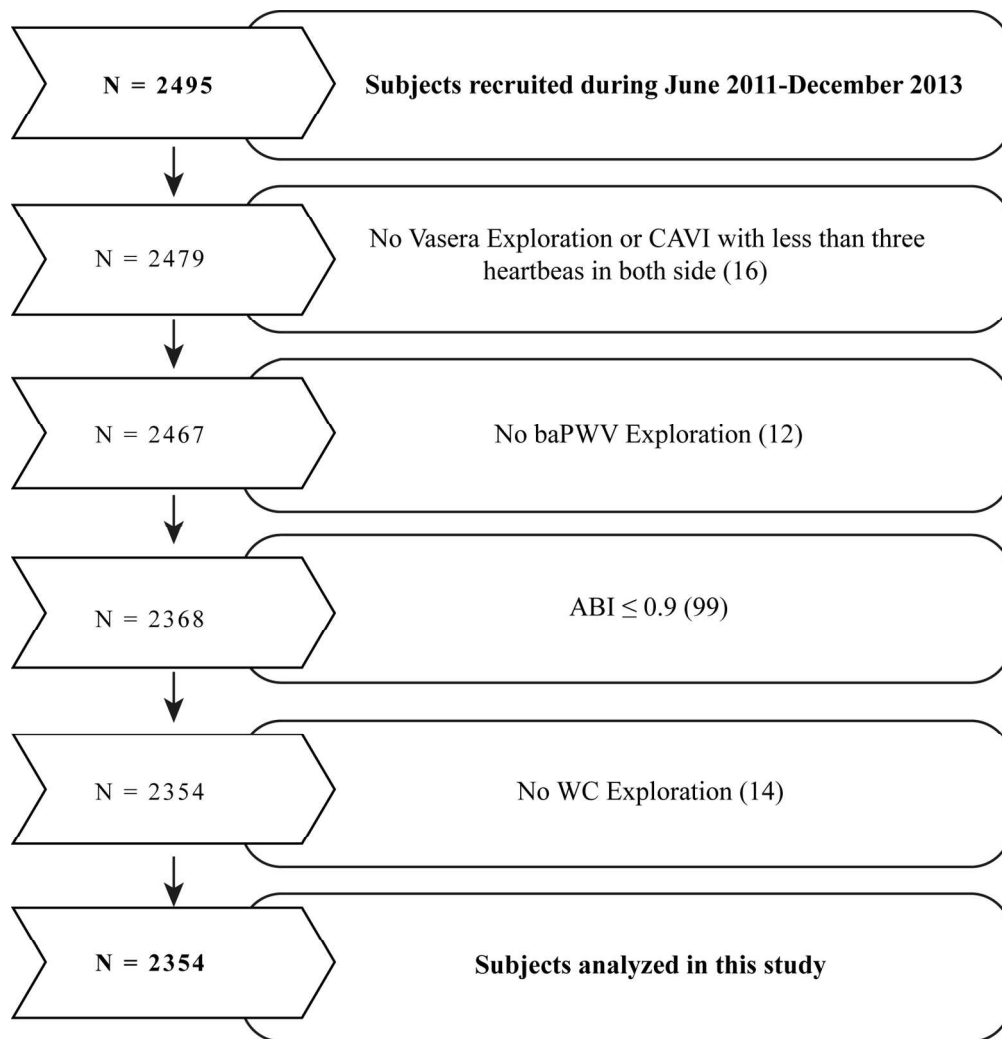 N = 2495
Subjects recruited during June 2011-December 2013
N = 2479
No Vasera Exploration or CAVI with less than three
heartbeas in both side (16)
N = 2467
No baPWV Exploration (12)
N = 2368
ABI ≤ 0.9 (99)
N = 2354
No WC Exploration (14)
N = 2354
Subjects analyzed in this study